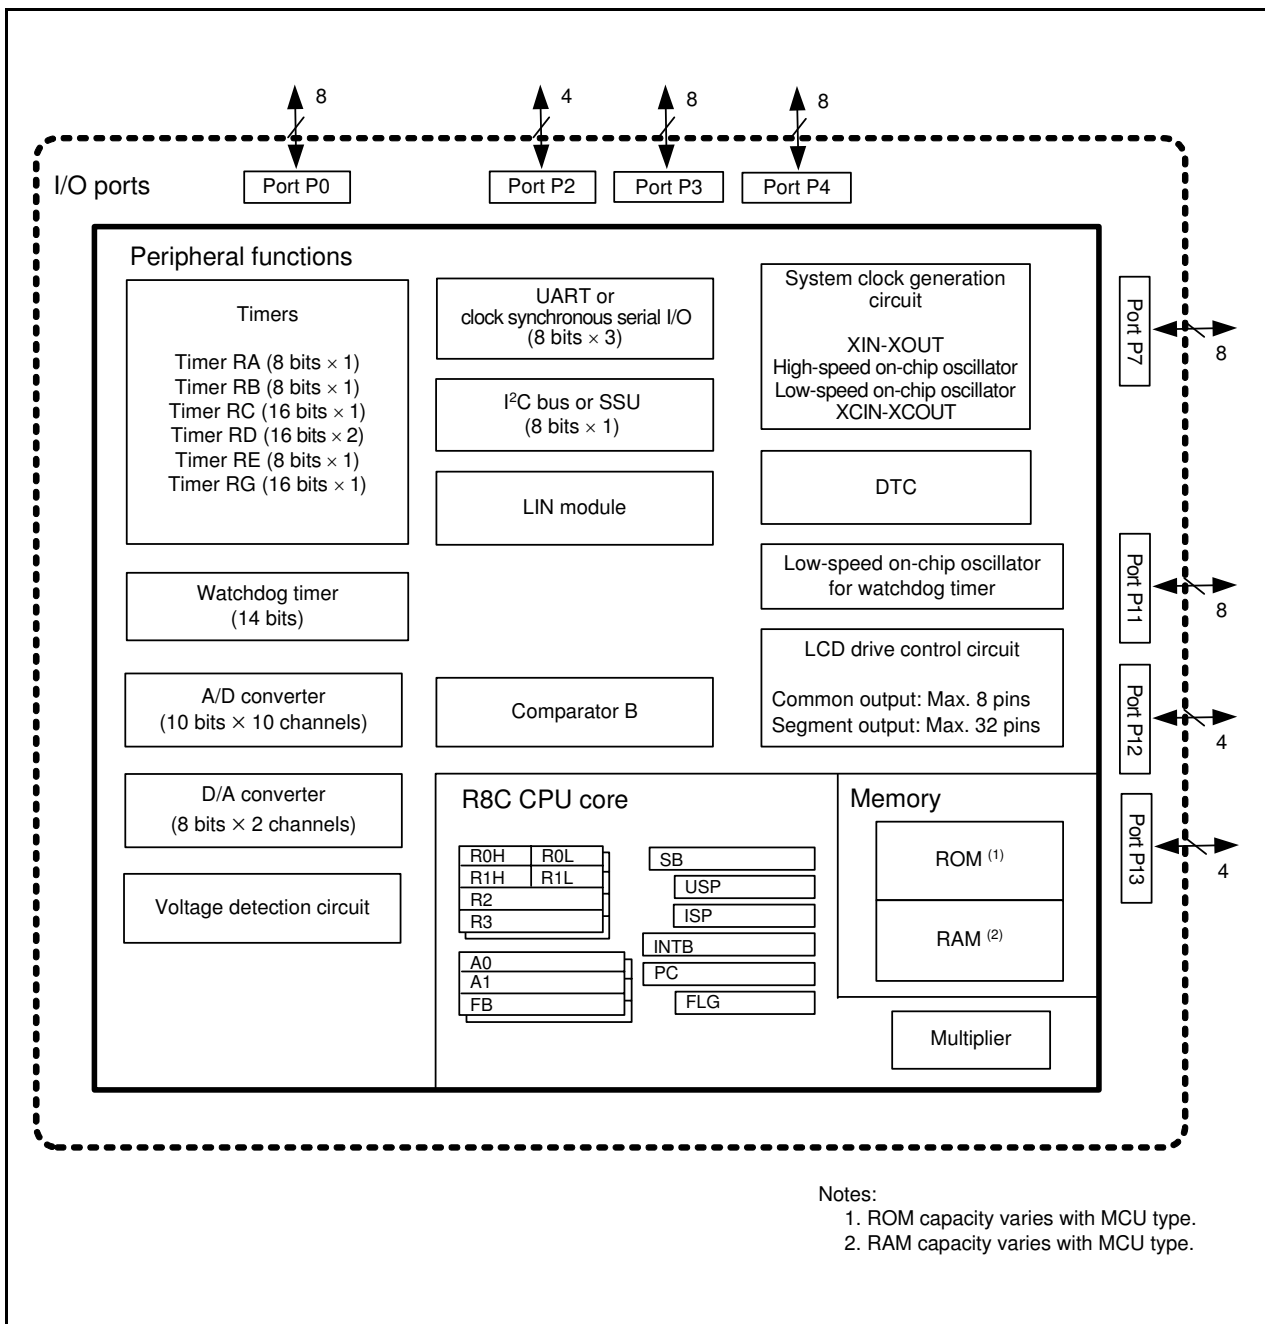 8
4
8
8
I/O ports
Port P0
Port P2
Port P3
Port P4
Peripheral functions
Timers
Timer RA (8 bits × 1)
Timer RB (8 bits × 1)
Timer RC (16 bits × 1)
Timer RD (16 bits × 2)
Timer RE (8 bits × 1)
Timer RG (16 bits × 1)
Watchdog timer
(14 bits)
A/D converter
(10 bits × 10 channels)
D/A converter
(8 bits × 2 channels)
Voltage detection circuit
UART or
clock synchronous serial I/O
(8 bits × 3)
I²C bus or SSU
(8 bits × 1)
LIN module
Comparator B
System clock generation
circuit
XIN-XOUT
High-speed on-chip oscillator
Low-speed on-chip oscillator
XCIN-XCOUT
DTC
Low-speed on-chip oscillator
for watchdog timer
LCD drive control circuit
Common output: Max. 8 pins
Segment output: Max. 32 pins
R8C CPU core
R0H R0L
R1H R1L
R2
R3
A0
A1
FB
SB
USP
ISP
INTB
PC
FLG
Memory
ROM (1)
RAM (2)
Multiplier
Port P7
8
Port P11
8
Port P12
4
Port P13
4
Notes:
1. ROM capacity varies with MCU type.
2. RAM capacity varies with MCU type.